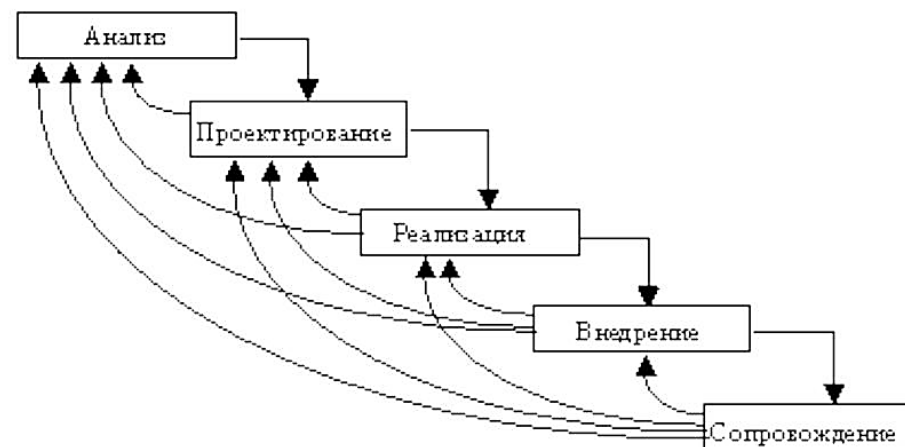 Анализ
Проектирование
Реализация
Внедрение
Сопровождение